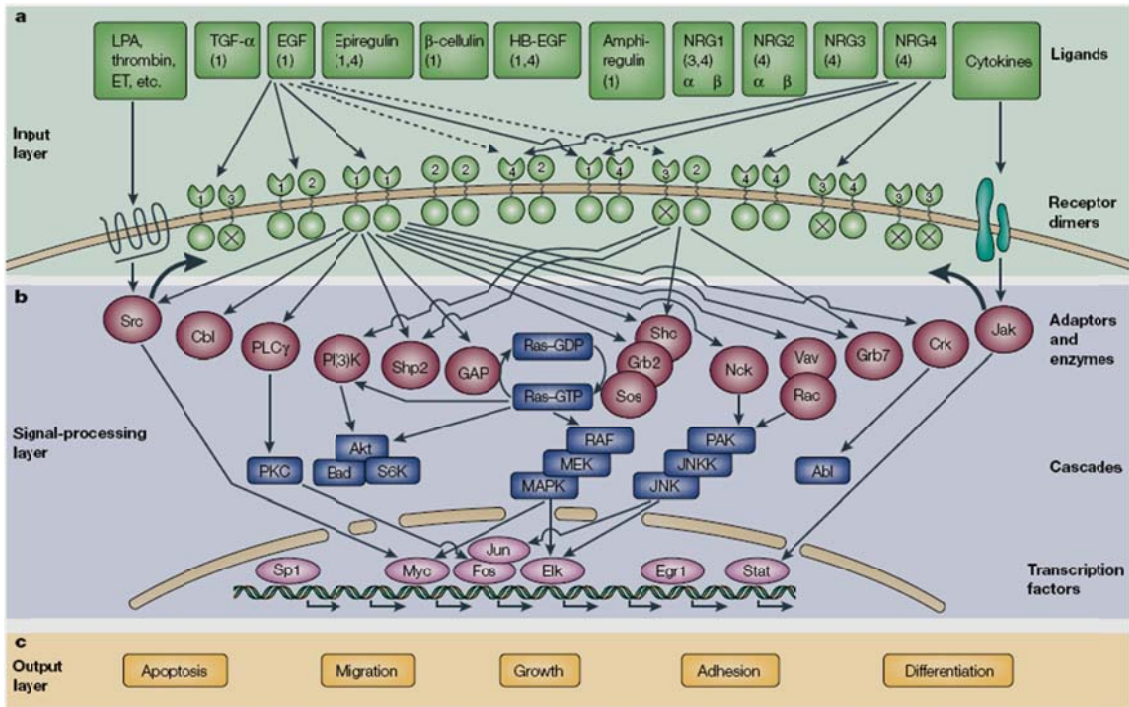 a
LPA,
thrombin,
ET, etc.
TGF-α
(1)
EGF
(1)
Epiregulin
(1,4)
β-cellulin
(1)
HB-EGF
(1,4)
Amphi-
regulin
(1)
NRG1
(3,4)
α β
NRG2
(4)
α β
NRG3
(4)
NRG4
(4)
Cytokines
Ligands
Input
layer
1 3
1 2
1 1
2 2
4 2
1 4
3 2
4 4
3 4
3 3
Receptor
dimers
b
Src
Cbl
PLCγ
PI(3)K
Shp2
GAP
Ras–GDP
Ras–GTP
Shc
Grb2
Sos
Nck
Vav
Rac
Grb7
Crk
Jak
Adaptors
and
enzymes
Signal-processing
layer
PKC
Akt
Bad
S6K
RAF
MEK
MAPK
PAK
JNKK
JNK
Abl
Cascades
Sp1
Myc
Jun
Fos
Elk
Egr1
Stat
Transcription
factors
c
Output
layer
Apoptosis
Migration
Growth
Adhesion
Differentiation